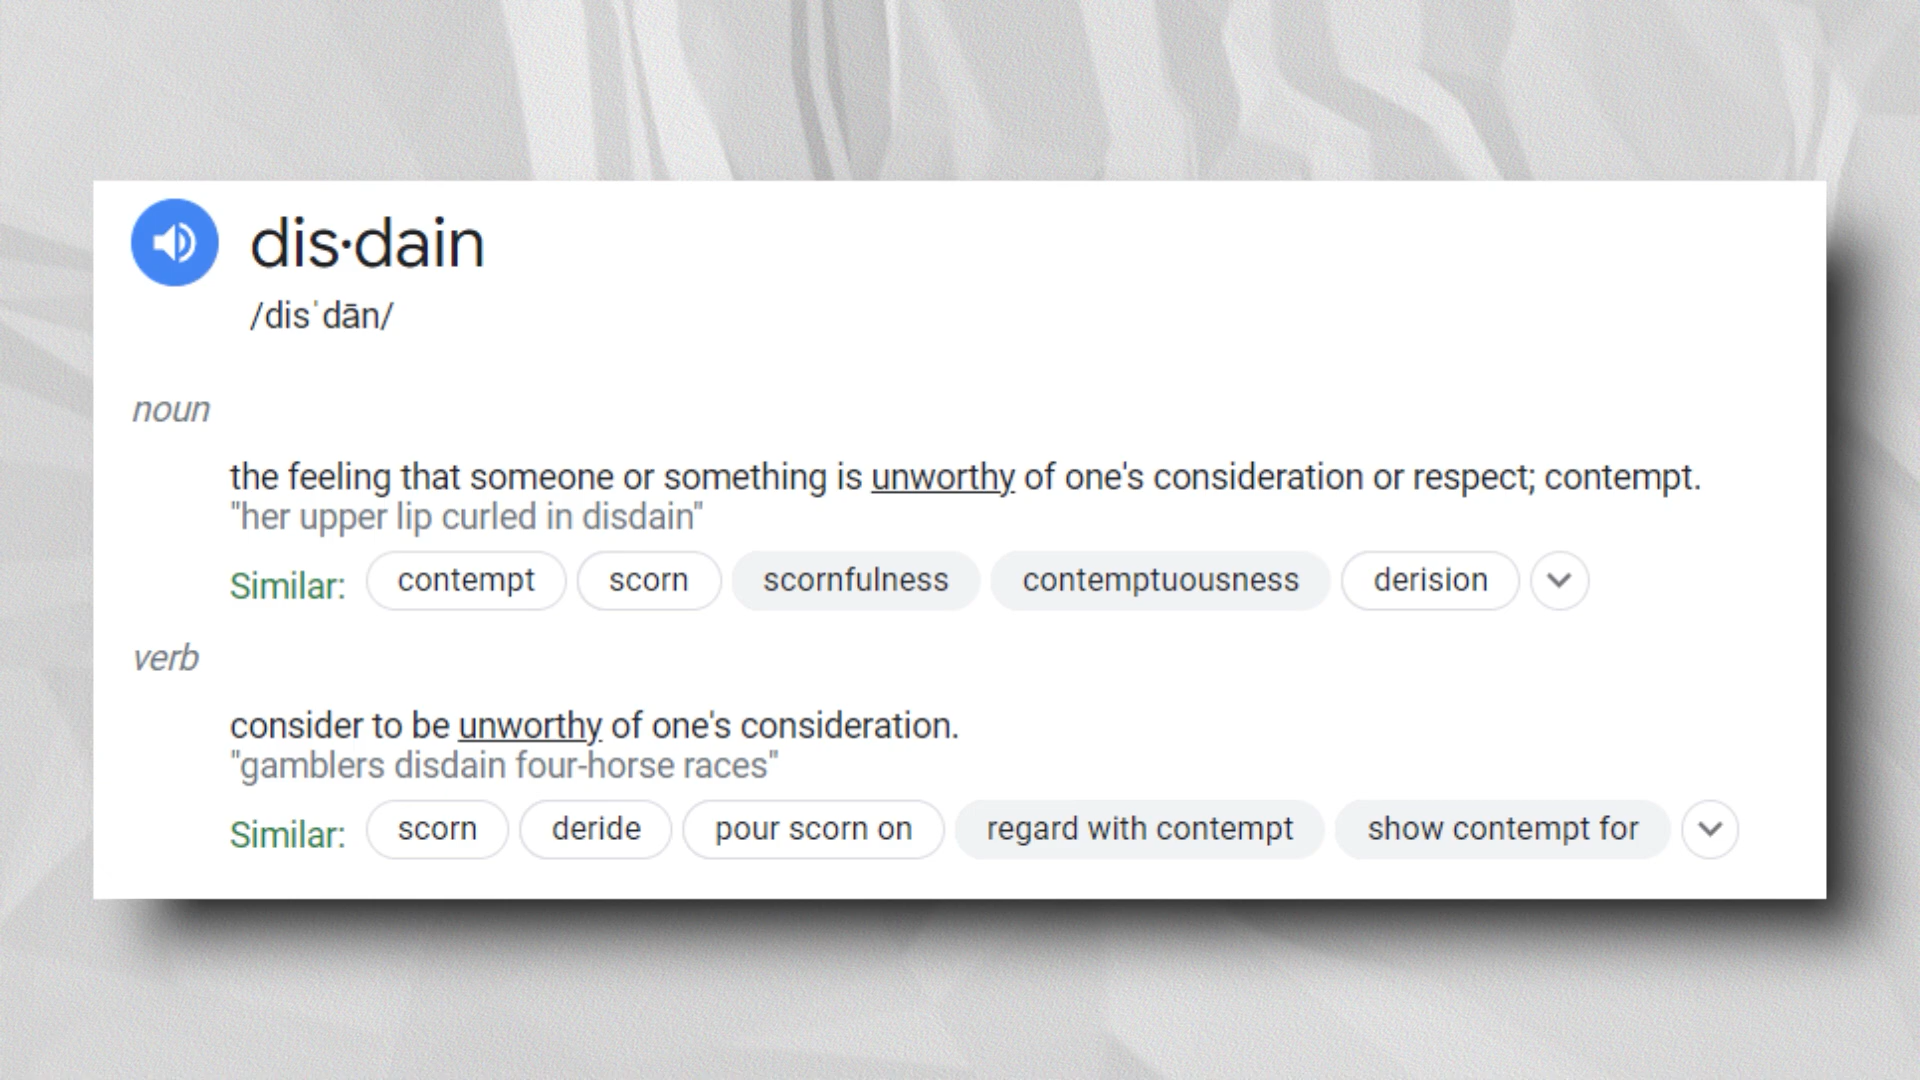 dis·dain
/disˈdān/
noun
the feeling that someone or something is unworthy of one's consideration or respect; contempt.
"her upper lip curled in disdain"
Similar: contempt scorn scornfulness contemptuousness derision
verb
consider to be unworthy of one's consideration.
"gamblers disdain four-horse races"
Similar: scorn deride pour scorn on regard with contempt show contempt for